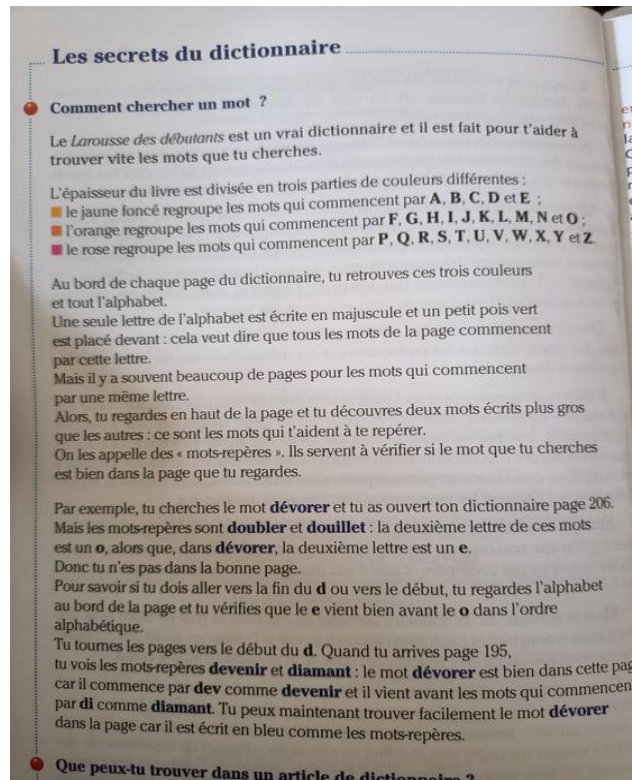 Les secrets du dictionnaire
Comment chercher un mot ?
Le Larousse des débutants est un vrai dictionnaire et il est fait pour t'aider à
trouver vite les mots que tu cherches.
L'épaisseur du livre est divisée en trois parties de couleurs différentes :
le jaune foncé regroupe les mots qui commencent par A, B, C, D et E ;
l'orange regroupe les mots qui commencent par F, G, H, I, J, K, L, M, N et O ;
le rose regroupe les mots qui commencent par P, Q, R, S, T, U, V, W, X, Y et Z.
Au bord de chaque page du dictionnaire, tu retrouves ces trois couleurs
et tout l'alphabet.
Une seule lettre de l'alphabet est écrite en majuscule et un petit pois vert
est placé devant : cela veut dire que tous les mots de la page commencent
par cette lettre.
Mais il y a souvent beaucoup de pages pour les mots qui commencent
par une même lettre.
Alors, tu regardes en haut de la page et tu découvres deux mots écrits plus gros
que les autres : ce sont les mots qui t'aident à te repérer.
On les appelle des « mots-repères ». Ils servent à vérifier si le mot que tu cherches
est bien dans la page que tu regardes.
Par exemple, tu cherches le mot dévorer et tu as ouvert ton dictionnaire page 206.
Mais les mots-repères sont doubler et douillet : la deuxième lettre de ces mots
est un o, alors que, dans dévorer, la deuxième lettre est un e.
Donc tu n'es pas dans la bonne page.
Pour savoir si tu dois aller vers la fin du d ou vers le début, tu regardes l'alphabet
au bord de la page et tu vérifies que le e vient bien avant le o dans l'ordre
alphabétique.
Tu tournes les pages vers le début du d. Quand tu arrives page 195,
tu vois les mots-repères devenir et diamant : le mot dévorer est bien dans cette pag
car il commence par dev comme devenir et il vient avant les mots qui commencen
par di comme diamant. Tu peux maintenant trouver facilement le mot dévorer
dans la page car il est écrit en bleu comme les mots-repères.
Que peux-tu trouver dans un article de dictionnaire ?